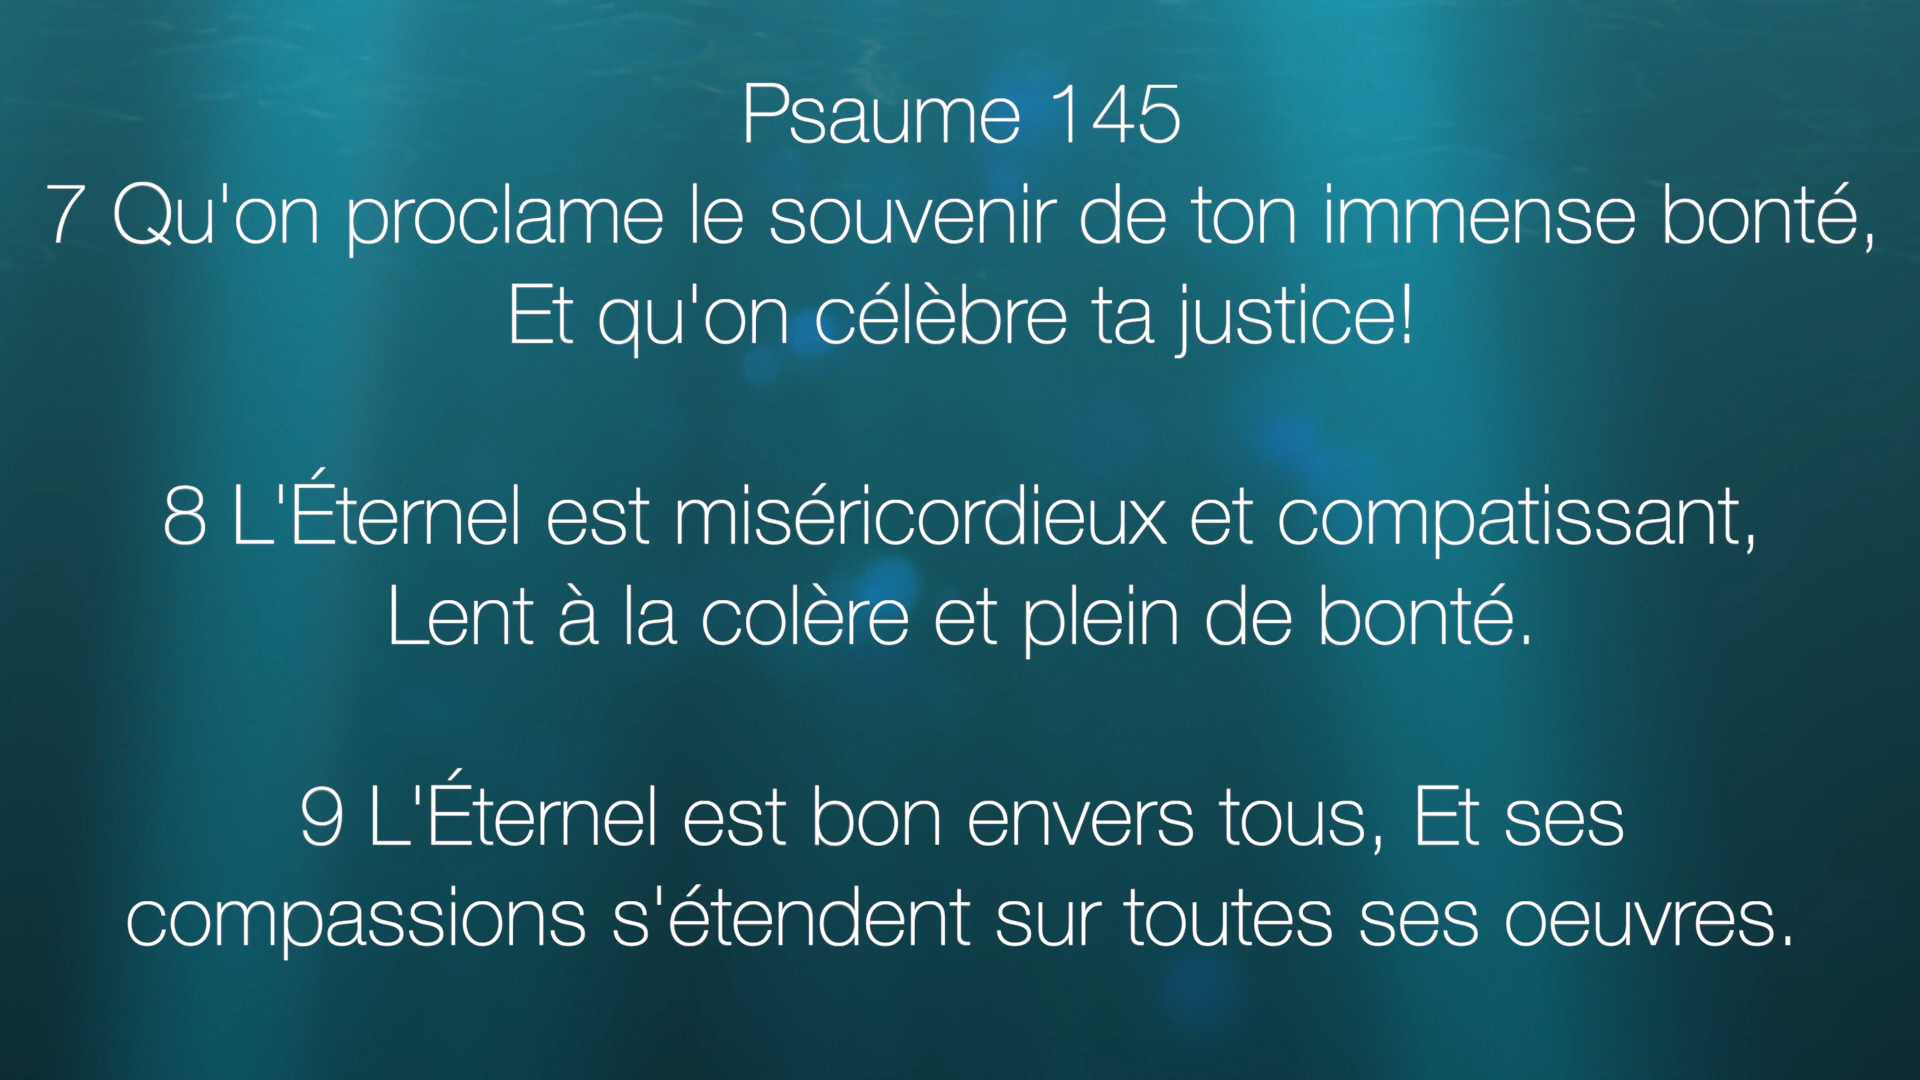 Psaume 145
7 Qu'on proclame le souvenir de ton immense bonté,
Et qu'on célèbre ta justice!
8 L'Éternel est miséricordieux et compatissant,
Lent à la colère et plein de bonté.
9 L'Éternel est bon envers tous, Et ses
compassions s'étendent sur toutes ses oeuvres.